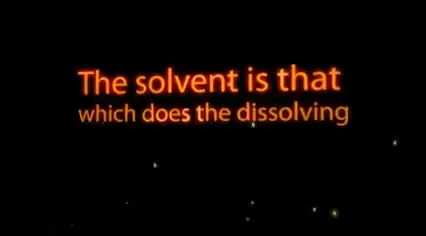 The solvent is that
which does the dissolving